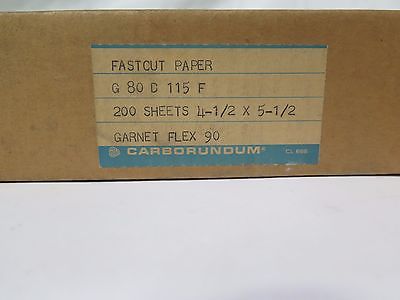 FASTCUT PAPER
G 80 D 115 F
200 SHEETS 4-1/2 X 5-1/2
GARNET FLEX 90
CARBORUNDUM®